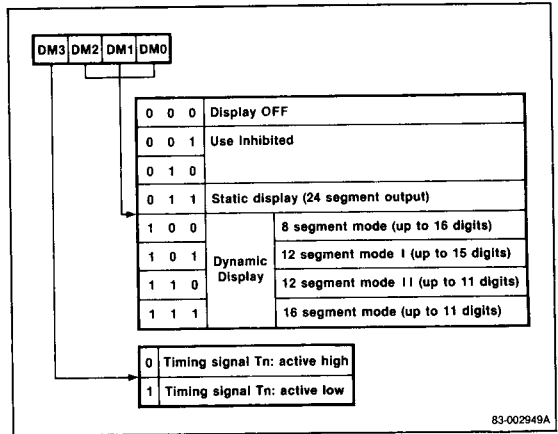 DM3 DM2 DM1 DM0
0 0 0 Display OFF
0 0 1 Use Inhibited
0 1 0
0 1 1 Static display (24 segment output)
1 0 0 8 segment mode (up to 16 digits)
1 0 1 Dynamic Display 12 segment mode I (up to 15 digits)
1 1 0 12 segment mode II (up to 11 digits)
1 1 1 16 segment mode (up to 11 digits)
0 Timing signal Tn: active high
1 Timing signal Tn: active low
83-002949A